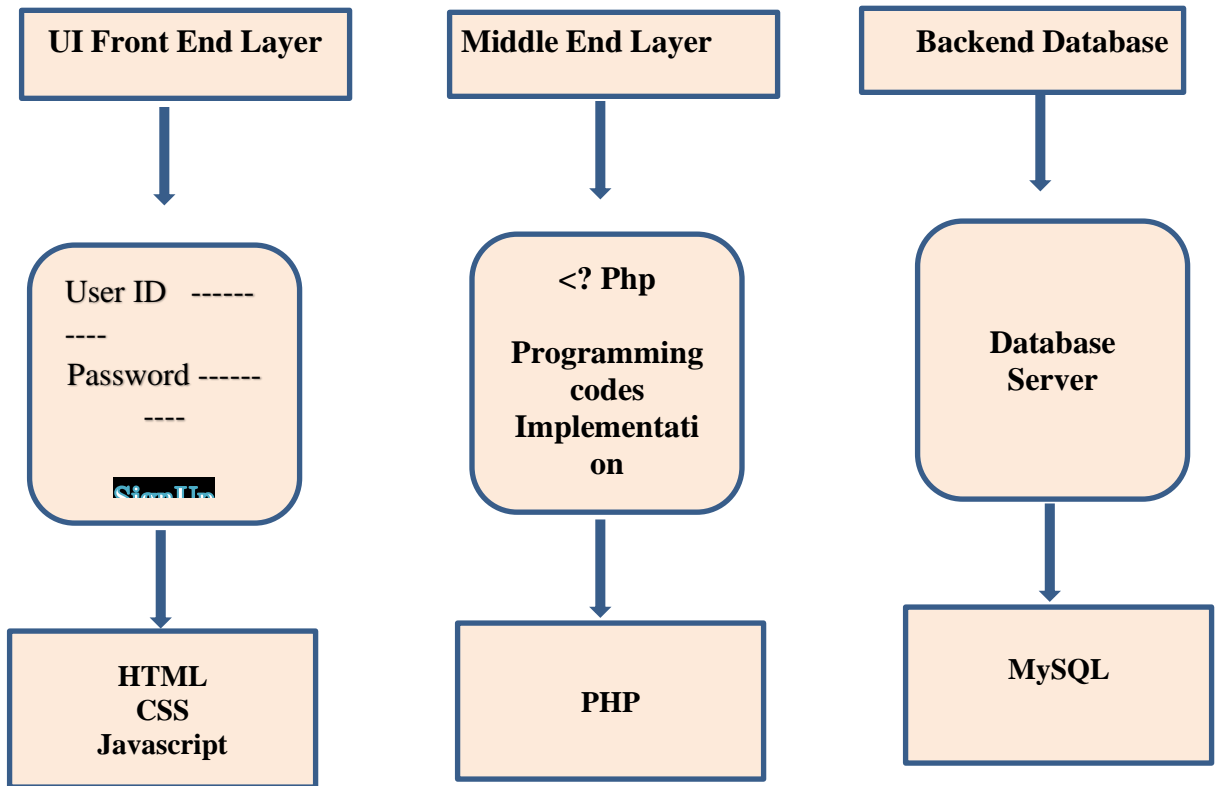 UI Front End Layer
Middle End Layer
Backend Database
User ID ------
----
Password ------
----
SignUp
<? Php
Programming
codes
Implementati
on
Database
Server
HTML
CSS
Javascript
PHP
MySQL